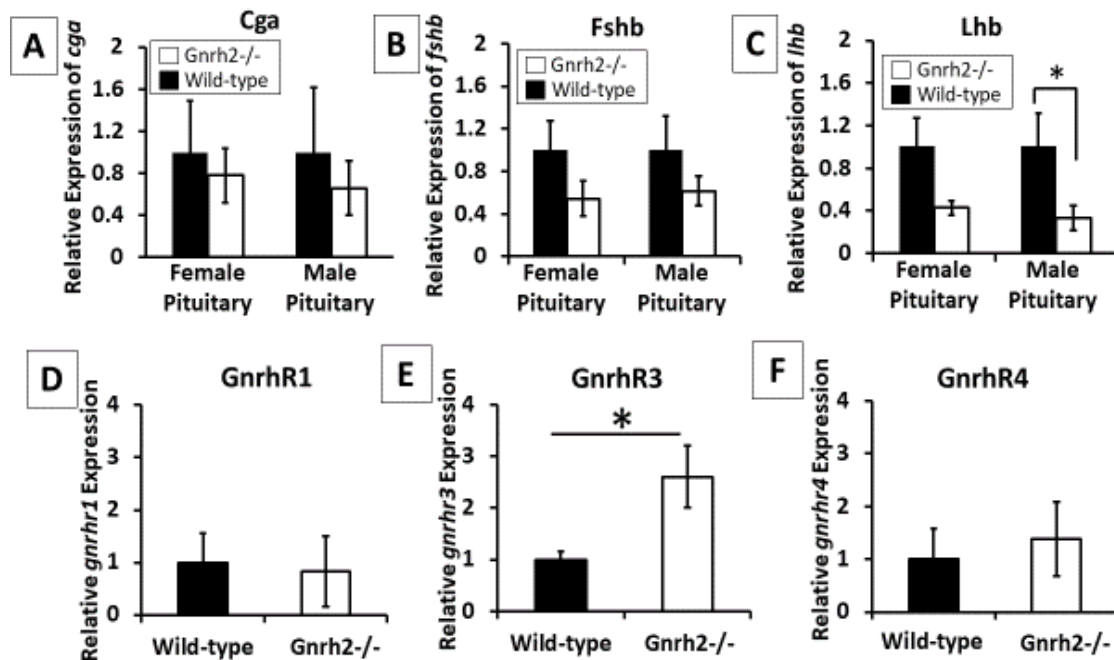 A
Cga
Relative Expression of cga
2
1.6
1.2
0.8
0.4
0
Gnrh2-/-
Wild-type
Female Pituitary
Male Pituitary
B
Fshb
Relative Expression of fshb
2
1.6
1.2
0.8
0.4
0
Gnrh2-/-
Wild-type
Female Pituitary
Male Pituitary
C
Lhb
Relative Expression of lhb
2
1.6
1.2
0.8
0.4
0
Gnrh2-/-
Wild-type
*
Female Pituitary
Male Pituitary
D
GnrhR1
Relative gnrhr1 Expression
4
3
2
1
0
Wild-type
Gnrh2-/-
E
GnrhR3
Relative gnrhr3 Expression
4
3
2
1
0
*
Wild-type
Gnrh2-/-
F
GnrhR4
Relative gnrhr4 Expression
4
3
2
1
0
Wild-type
Gnrh2-/-